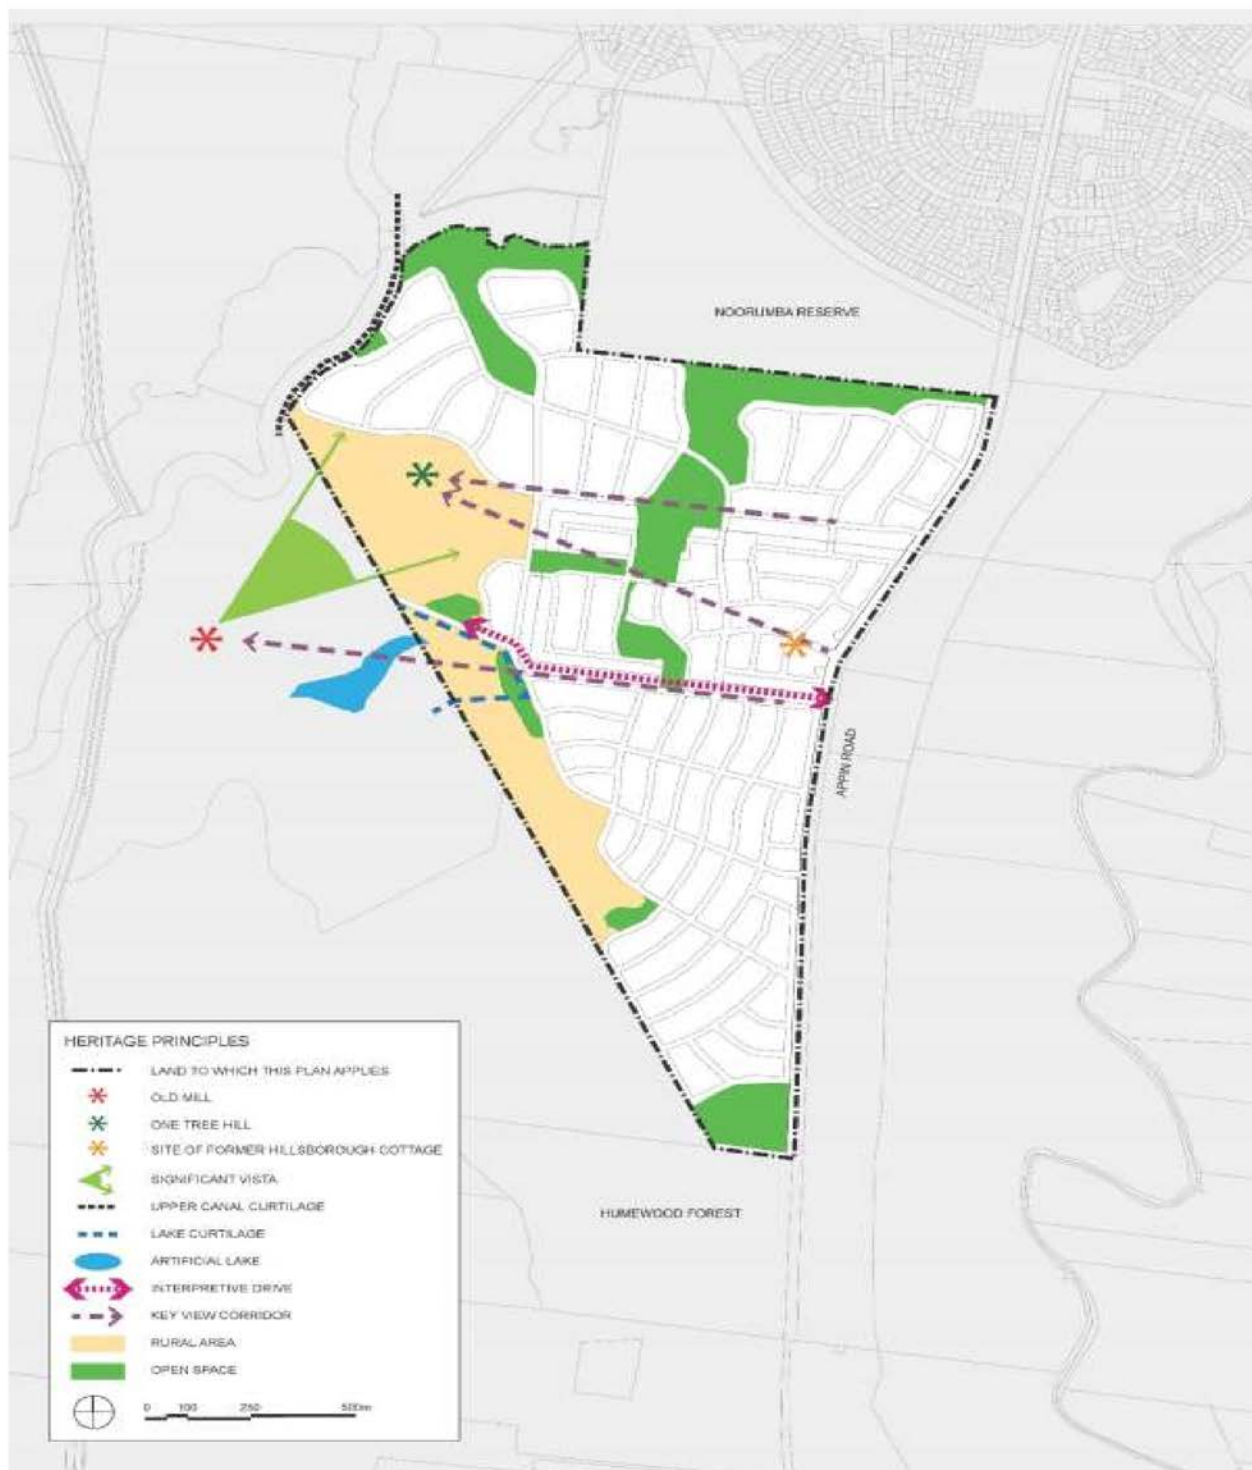 NOORUMBA RESERVE
APPIN ROAD
HUMEWOOD FOREST
HERITAGE PRINCIPLES
LAND TO WHICH THIS PLAN APPLIES
OLD MILL
ONE TREE HILL
SITE OF FORMER HILLSBOROUGH COTTAGE
SIGNIFICANT VISTA
UPPER CANAL CURTILAGE
LAKE CURTILAGE
ARTIFICIAL LAKE
INTERPRETIVE DRIVE
KEY VIEW CORRIDOR
RURAL AREA
OPEN SPACE
0 100 250 500m